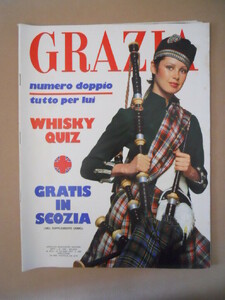 GRAZIA
numero doppio
tutto per lui
WHISKY
QUIZ
GRATIS
IN
SCOZIA